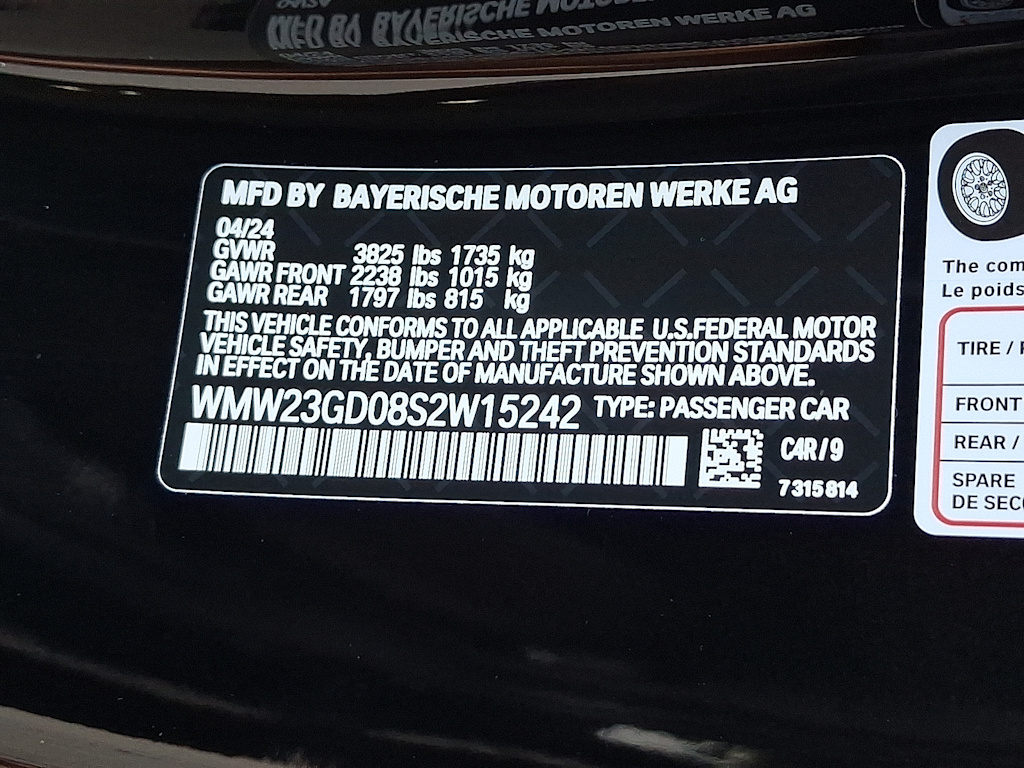 MFD BY BAYERISCHE MOTOREN WERKE AG
04/24
GVWR 3825 lbs 1735 kg
GAWR FRONT 2238 lbs 1015 kg
GAWR REAR 1797 lbs 815 kg
THIS VEHICLE CONFORMS TO ALL APPLICABLE U.S.FEDERAL MOTOR
VEHICLE SAFETY, BUMPER AND THEFT PREVENTION STANDARDS
IN EFFECT ON THE DATE OF MANUFACTURE SHOWN ABOVE.
WMW23GD08S2W15242 TYPE: PASSENGER CAR
C4R/9
7315814
The com
Le poids
TIRE /
FRONT
REAR /
SPARE
DE SEC